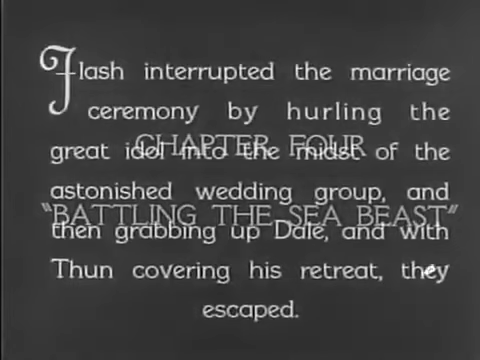 Flash interrupted the marriage
ceremony by hurling the
CHAPTER FOUR
great idol into the midst of the
astonished wedding group, and
"BATTLING THE SEA BEAST"
then grabbing up Dale, and with
Thun covering his retreat, they
escaped.